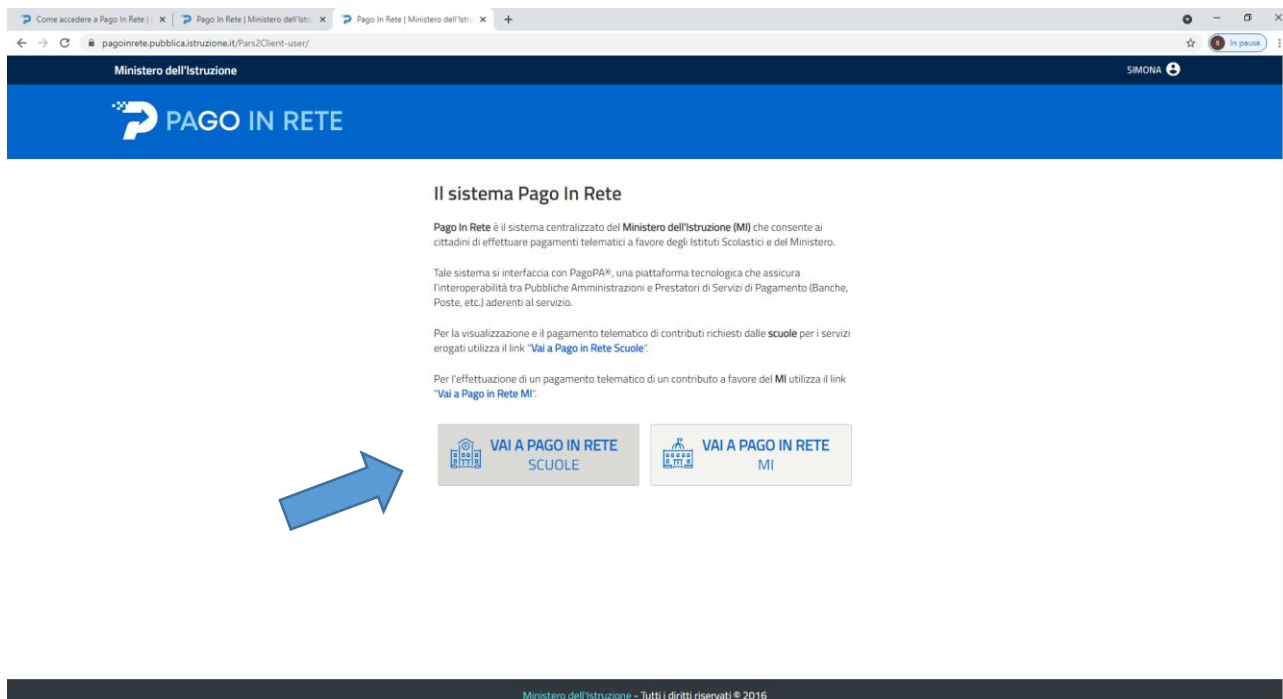 Come accedere a Pago In Rete |
Pago In Rete | Ministero dell'Istru
Pago In Rete | Ministero dell'Istru
pagoinrete.pubblica.istruzione.it/Pars2Client-user/
In pausa
Ministero dell'Istruzione
SIMONA
PAGO IN RETE
Il sistema Pago In Rete
Pago In Rete è il sistema centralizzato del Ministero dell'Istruzione (MI) che consente ai
cittadini di effettuare pagamenti telematici a favore degli Istituti Scolastici e del Ministero.
Tale sistema si interfaccia con PagoPA®, una piattaforma tecnologica che assicura
l'interoperabilità tra Pubbliche Amministrazioni e Prestatori di Servizi di Pagamento (Banche,
Poste, etc.) aderenti al servizio.
Per la visualizzazione e il pagamento telematico di contributi richiesti dalle scuole per i servizi
erogati utilizza il link "Vai a Pago in Rete Scuole".
Per l'effettuazione di un pagamento telematico di un contributo a favore del MI utilizza il link
"Vai a Pago in Rete MI".
VAI A PAGO IN RETE
SCUOLE
VAI A PAGO IN RETE
MI
Ministero dell'Istruzione - Tutti i diritti riservati © 2016